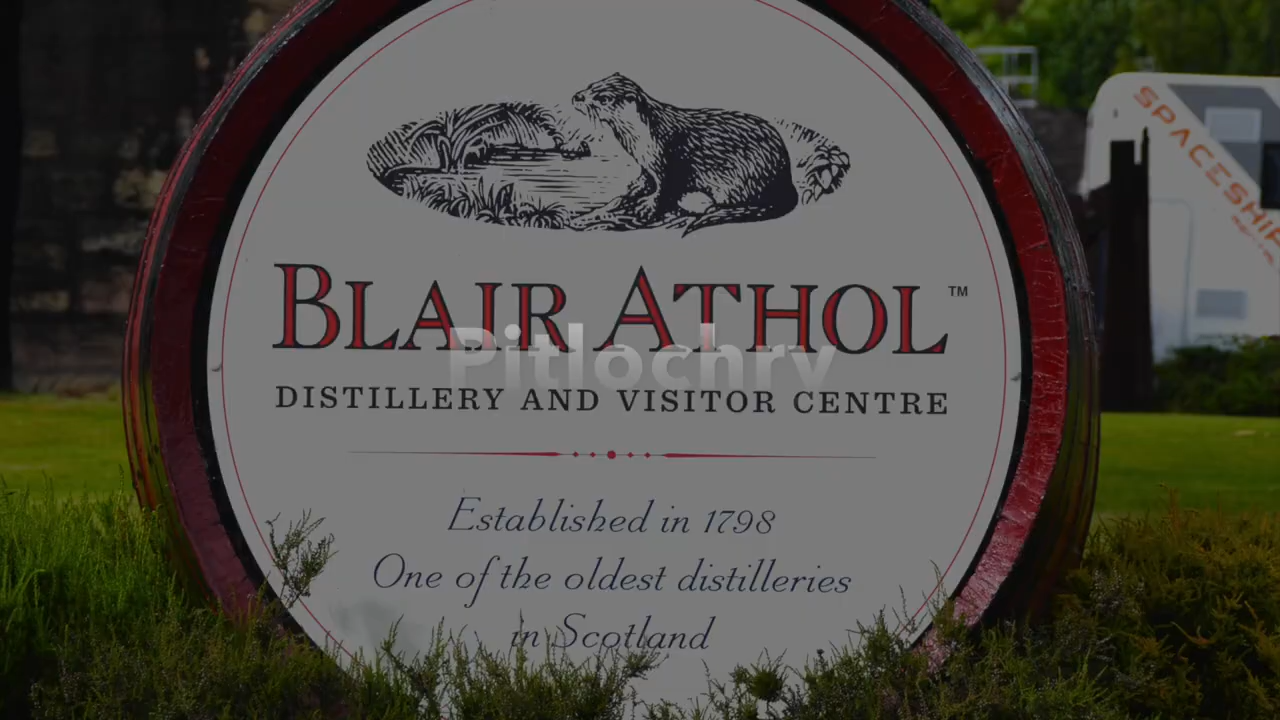 BLAIR ATHOL™
Pitlochry
DISTILLERY AND VISITOR CENTRE
Established in 1798
One of the oldest distilleries
in Scotland
SPACESHIP